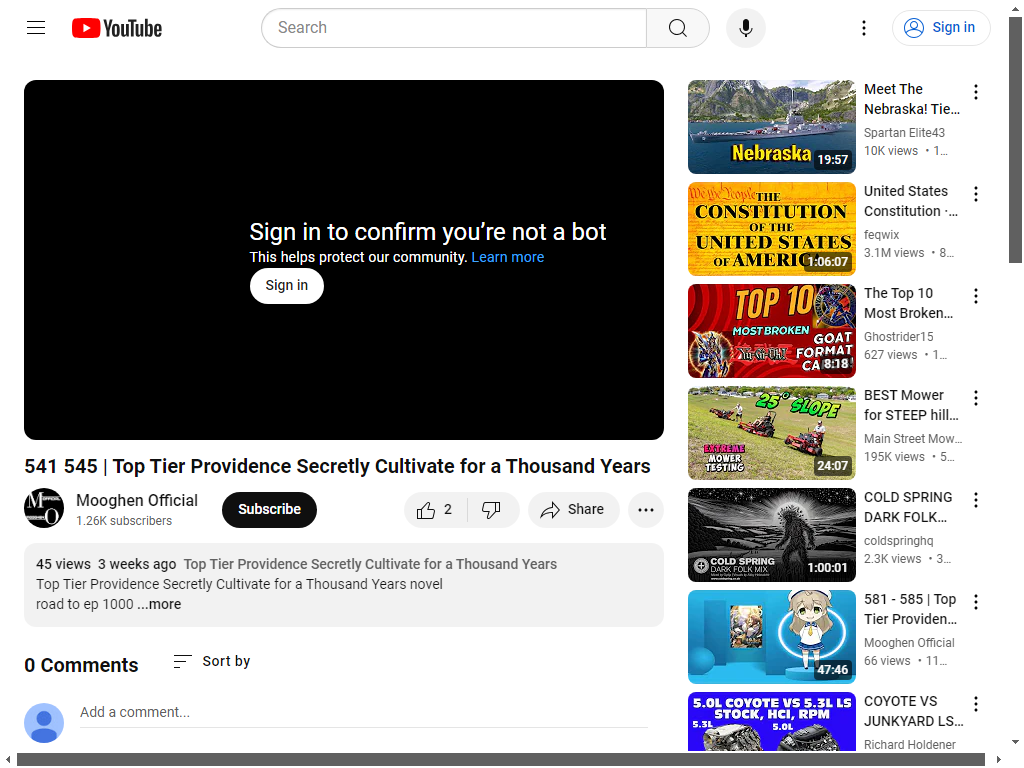 YouTube
Search
Sign in
Sign in to confirm you’re not a bot
This helps protect our community. Learn more
Sign in
541 545 | Top Tier Providence Secretly Cultivate for a Thousand Years
Mooghen Official
1.26K subscribers
Subscribe
2
Share
45 views 3 weeks ago Top Tier Providence Secretly Cultivate for a Thousand Years
Top Tier Providence Secretly Cultivate for a Thousand Years novel
road to ep 1000 ...more
0 Comments
Sort by
Add a comment...
Nebraska
19:57
Meet The
Nebraska! Tie...
Spartan Elite43
10K views • 1...
We the People
THE
CONSTITUTION
OF THE
UNITED STATES
OF AMERICA
1:06:07
United States
Constitution ·...
feqwix
3.1M views • 8...
TOP 10
MOST BROKEN
Yu-Gi-Oh!
GOAT
FORMAT
8:18
The Top 10
Most Broken...
Ghostrider15
627 views • 1...
25° SLOPE
EXTREME
MOWER
TESTING
24:07
BEST Mower
for STEEP hill...
Main Street Mow...
195K views • 5...
COLD SPRING
DARK FOLK MIX
1:00:01
COLD SPRING
DARK FOLK...
coldspringhq
2.3K views • 3...
47:46
581 - 585 | Top
Tier Providen...
Mooghen Official
66 views • 11...
5.0L COYOTE VS 5.3L LS
STOCK, HCI, RPM
5.3L
5.0L
COYOTE VS
JUNKYARD LS...
Richard Holdener